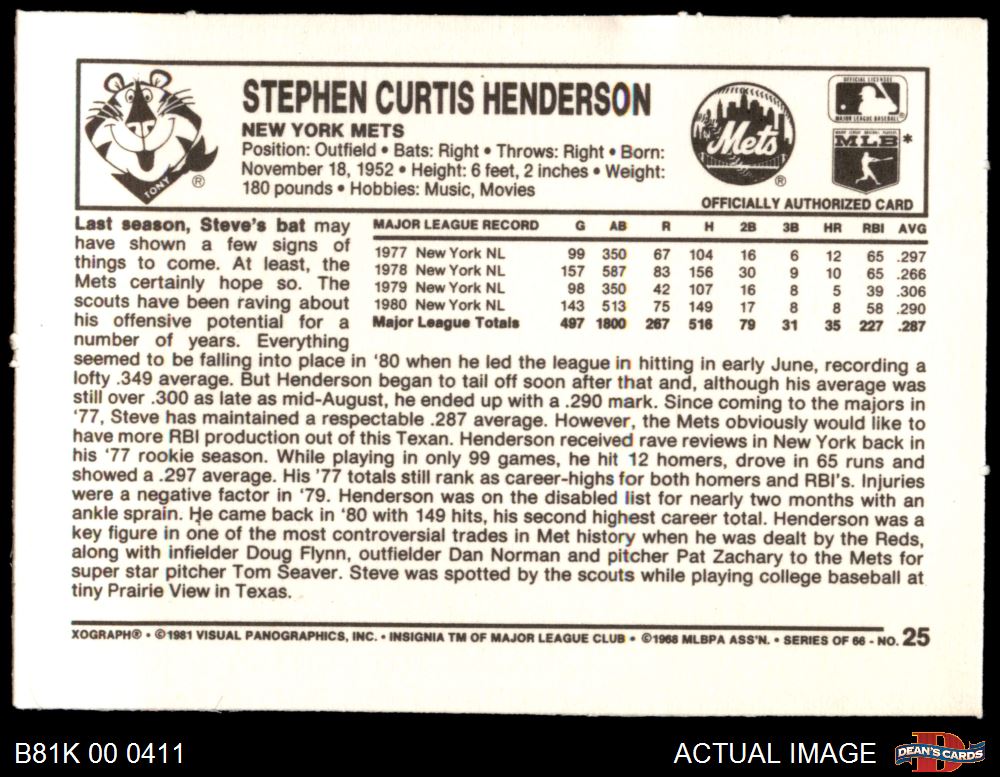 TONY
®
STEPHEN CURTIS HENDERSON
NEW YORK METS
Position: Outfield • Bats: Right • Throws: Right • Born:
November 18, 1952 • Height: 6 feet, 2 inches • Weight:
180 pounds • Hobbies: Music, Movies
Mets
®
OFFICIAL LICENSEE
MAJOR LEAGUE BASEBALL
MAJOR LEAGUE BASEBALL PLAYERS
MLB*
OFFICIALLY AUTHORIZED CARD
Last season, Steve's bat may
have shown a few signs of
things to come. At least, the
Mets certainly hope so. The
scouts have been raving about
his offensive potential for a
number of years. Everything
MAJOR LEAGUE RECORD G AB R H 2B 3B HR RBI AVG
1977 New York NL 99 350 67 104 16 6 12 65 .297
1978 New York NL 157 587 83 156 30 9 10 65 .266
1979 New York NL 98 350 42 107 16 8 5 39 .306
1980 New York NL 143 513 75 149 17 8 8 58 .290
Major League Totals 497 1800 267 516 79 31 35 227 .287
seemed to be falling into place in '80 when he led the league in hitting in early June, recording a
lofty .349 average. But Henderson began to tail off soon after that and, although his average was
still over .300 as late as mid-August, he ended up with a .290 mark. Since coming to the majors in
'77, Steve has maintained a respectable .287 average. However, the Mets obviously would like to
have more RBI production out of this Texan. Henderson received rave reviews in New York back in
his '77 rookie season. While playing in only 99 games, he hit 12 homers, drove in 65 runs and
showed a .297 average. His '77 totals still rank as career-highs for both homers and RBI's. Injuries
were a negative factor in '79. Henderson was on the disabled list for nearly two months with an
ankle sprain. He came back in '80 with 149 hits, his second highest career total. Henderson was a
key figure in one of the most controversial trades in Met history when he was dealt by the Reds,
along with infielder Doug Flynn, outfielder Dan Norman and pitcher Pat Zachary to the Mets for
super star pitcher Tom Seaver. Steve was spotted by the scouts while playing college baseball at
tiny Prairie View in Texas.
XOGRAPH® • ©1981 VISUAL PANOGRAPHICS, INC. • INSIGNIA TM OF MAJOR LEAGUE CLUB • ©1968 MLBPA ASS'N. • SERIES OF 66 - NO. 25
B81K 00 0411
ACTUAL IMAGE
DEAN'S CARDS